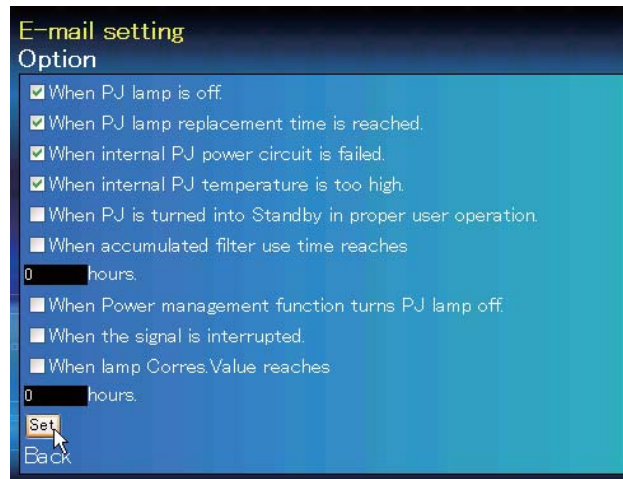 E-mail setting
Option
When PJ lamp is off.
When PJ lamp replacement time is reached.
When internal PJ power circuit is failed.
When internal PJ temperature is too high.
When PJ is turned into Standby in proper user operation.
When accumulated filter use time reaches
0 hours.
When Power management function turns PJ lamp off.
When the signal is interrupted.
When lamp Corres.Value reaches
0 hours.
Set
Back